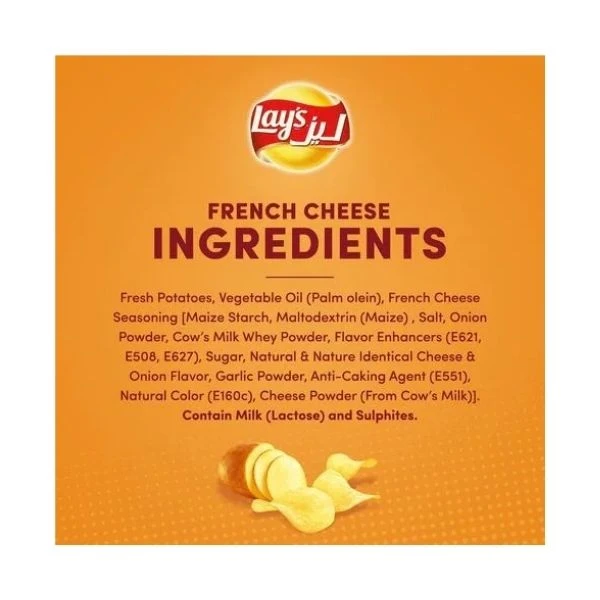 Lay's ليز
FRENCH CHEESE
INGREDIENTS
Fresh Potatoes, Vegetable Oil (Palm olein), French Cheese
Seasoning [Maize Starch, Maltodextrin (Maize) , Salt, Onion
Powder, Cow's Milk Whey Powder, Flavor Enhancers (E621,
E508, E627), Sugar, Natural & Nature Identical Cheese &
Onion Flavor, Garlic Powder, Anti-Caking Agent (E551),
Natural Color (E160c), Cheese Powder (From Cow's Milk)].
Contain Milk (Lactose) and Sulphites.